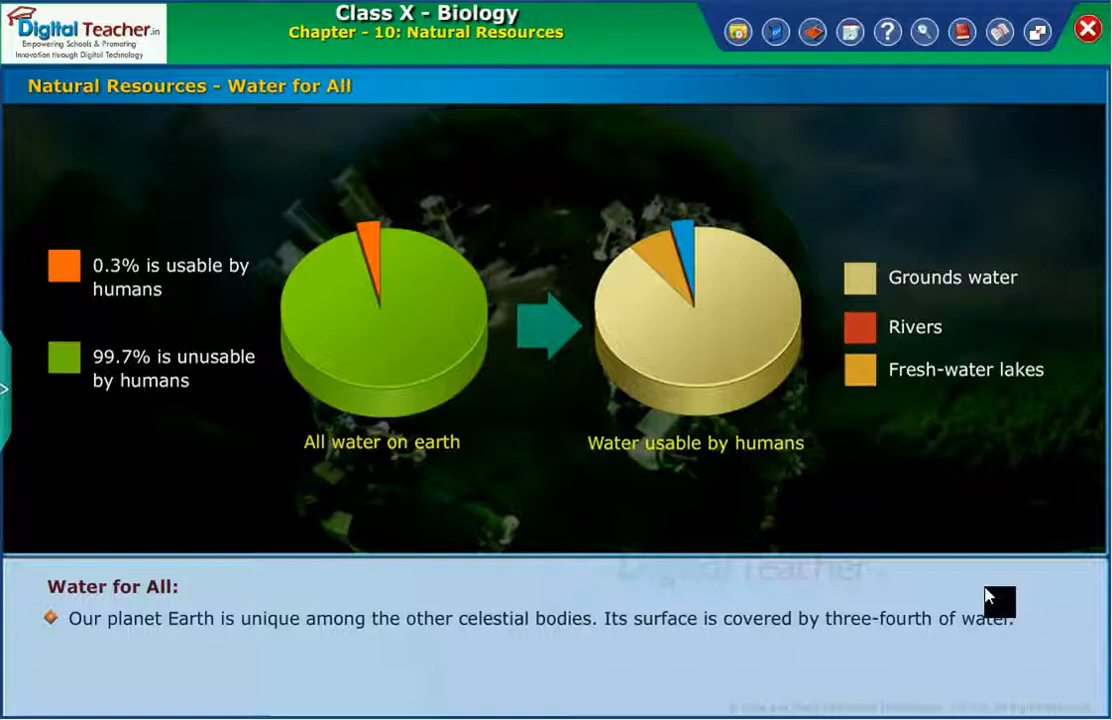 Digital Teacher.in
Empowering Schools & Promoting
Innovation through Digital Technology
Class X - Biology
Chapter - 10: Natural Resources
Natural Resources - Water for All
0.3% is usable by
humans
99.7% is unusable
by humans
All water on earth
Water usable by humans
Grounds water
Rivers
Fresh-water lakes
Digital Teacher
Water for All:
Our planet Earth is unique among the other celestial bodies. Its surface is covered by three-fourth of water.